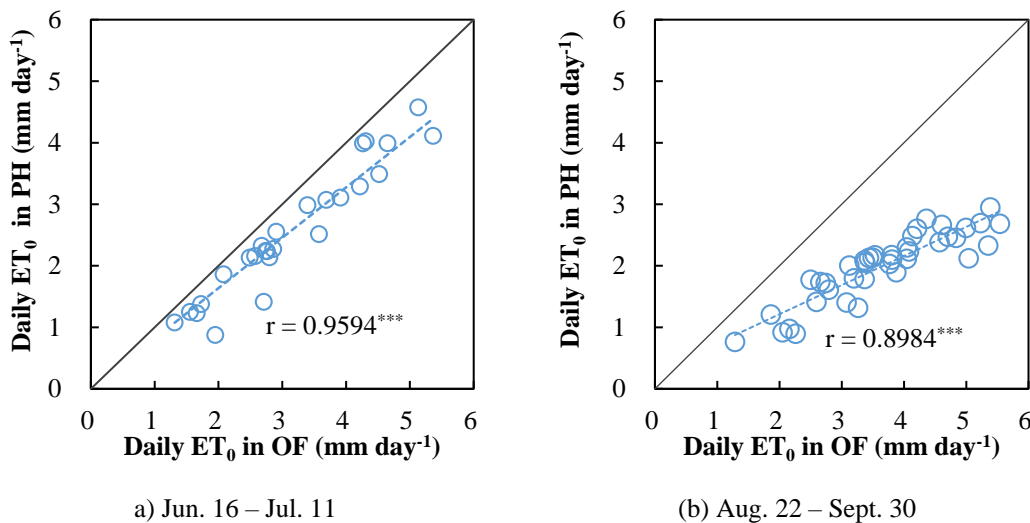 Daily ET0 in PH (mm day-1)
6
5
4
3
2
1
0
r = 0.9594***
0 1 2 3 4 5 6
Daily ET0 in OF (mm day-1)
a) Jun. 16 – Jul. 11
Daily ET0 in PH (mm day-1)
6
5
4
3
2
1
0
r = 0.8984***
0 1 2 3 4 5 6
Daily ET0 in OF (mm day-1)
(b) Aug. 22 – Sept. 30